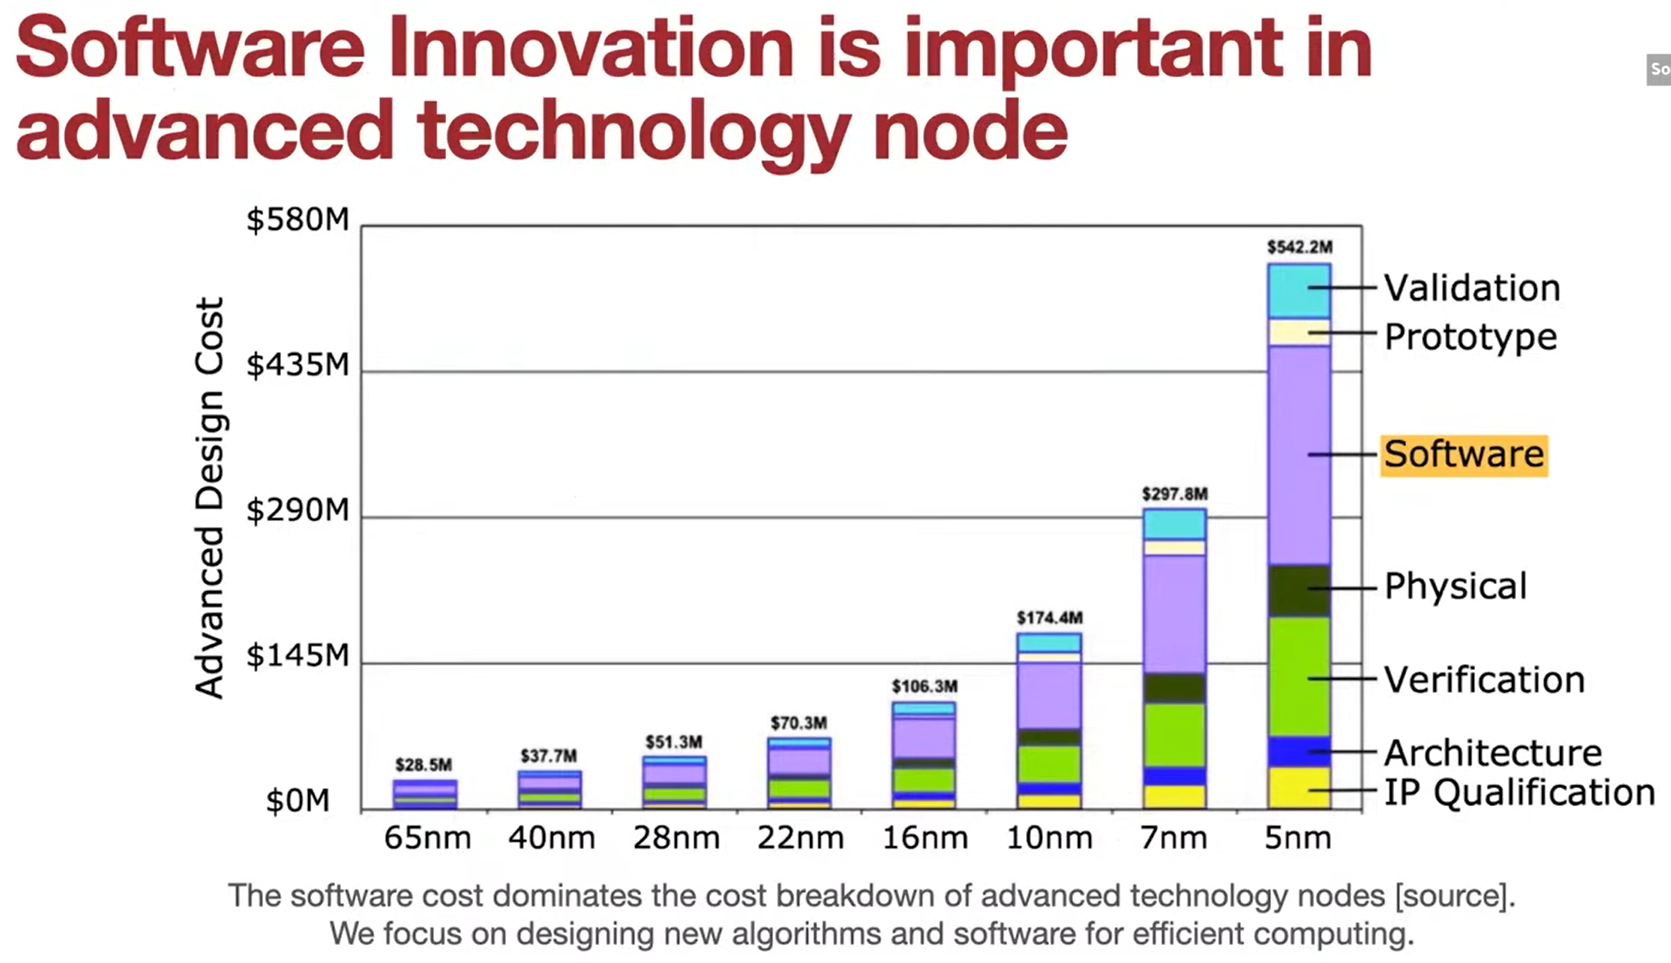 Software Innovation is important in
advanced technology node
So
$580M
$435M
$290M
$145M
$0M
Advanced Design Cost
$28.5M
$37.7M
$51.3M
$70.3M
$106.3M
$174.4M
$297.8M
$542.2M
Validation
Prototype
Software
Physical
Verification
Architecture
IP Qualification
65nm 40nm 28nm 22nm 16nm 10nm 7nm 5nm
The software cost dominates the cost breakdown of advanced technology nodes [source].
We focus on designing new algorithms and software for efficient computing.